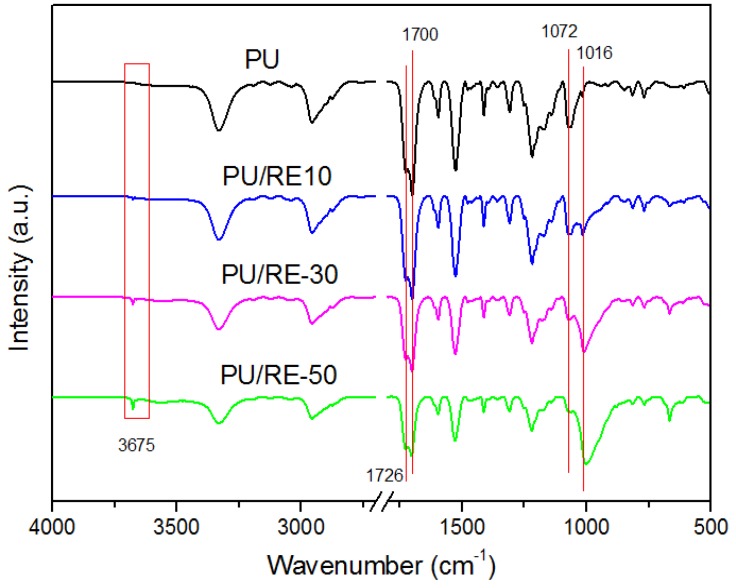 1700
1072
1016
PU
PU/RE10
PU/RE-30
PU/RE-50
3675
1726
Intensity (a.u.)
4000 3500 3000 1500 1000 500
Wavenumber (cm⁻¹)